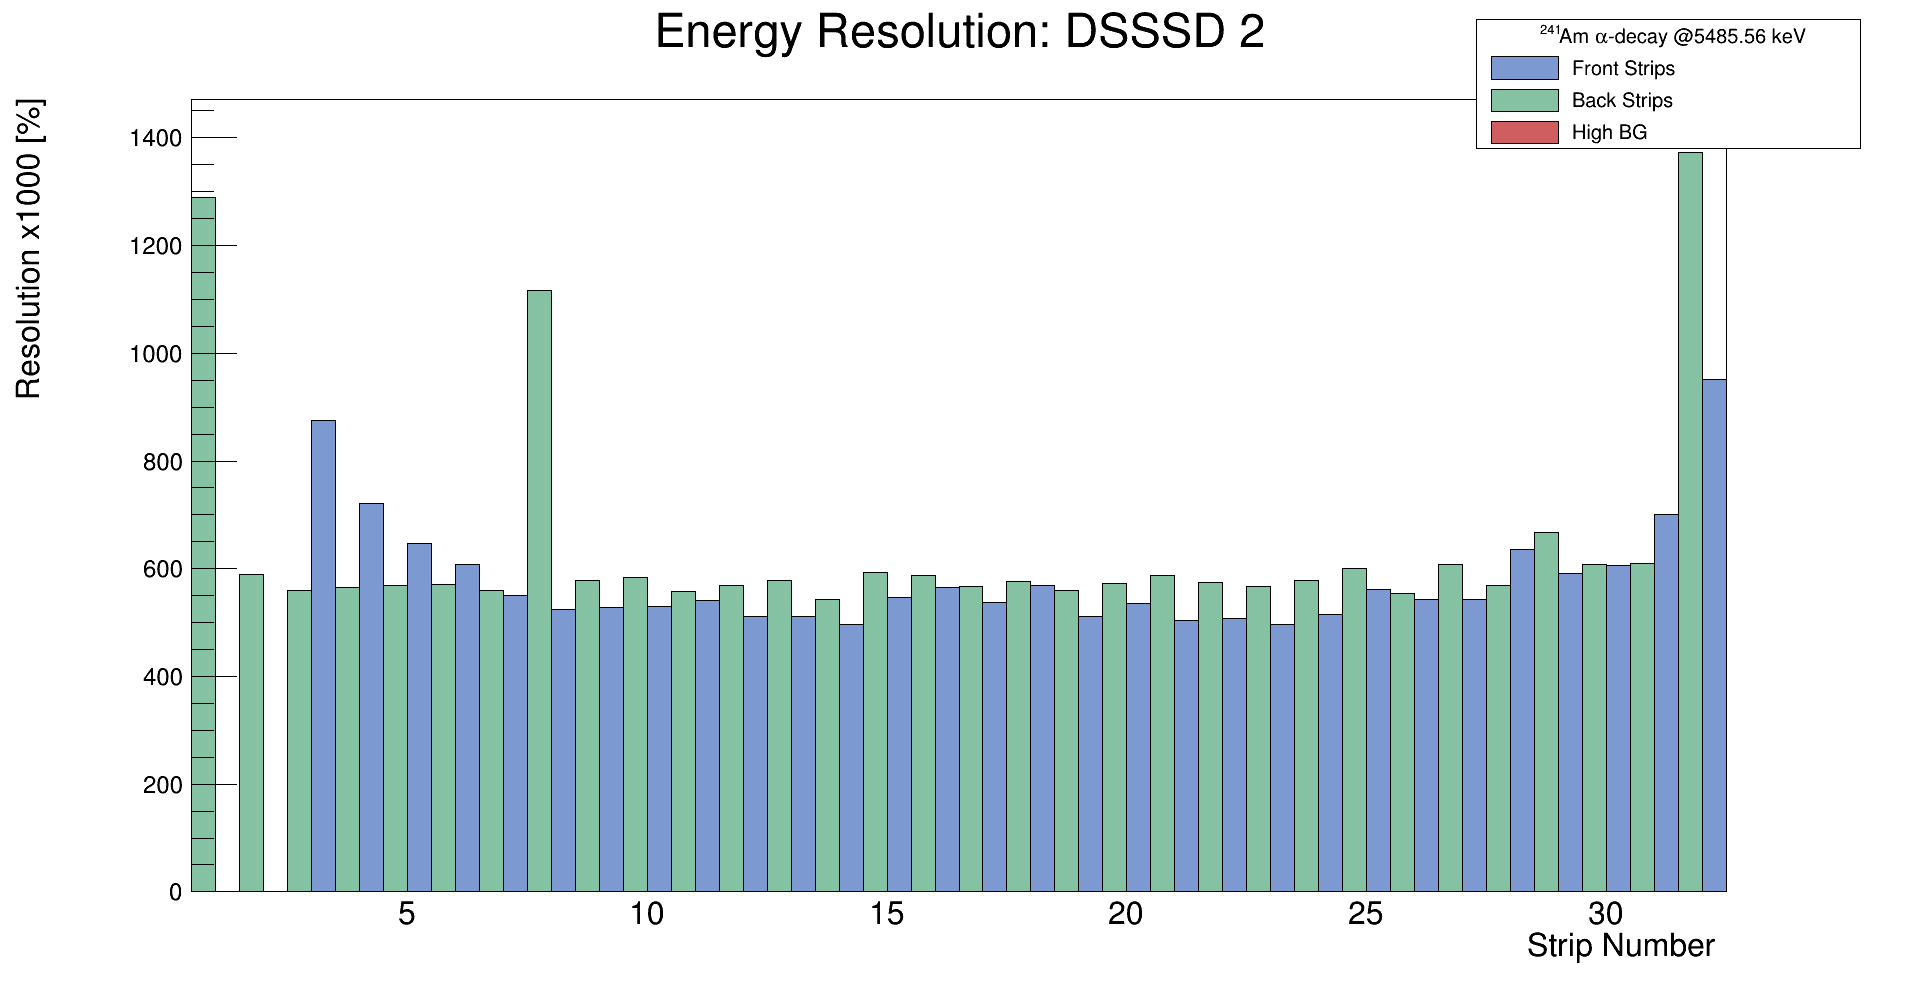 Energy Resolution: DSSSD 2
²⁴¹Am α-decay @5485.56 keV
Front Strips
Back Strips
High BG
Resolution x1000 [%]
1400
1200
1000
800
600
400
200
0
5 10 15 20 25 30
Strip Number